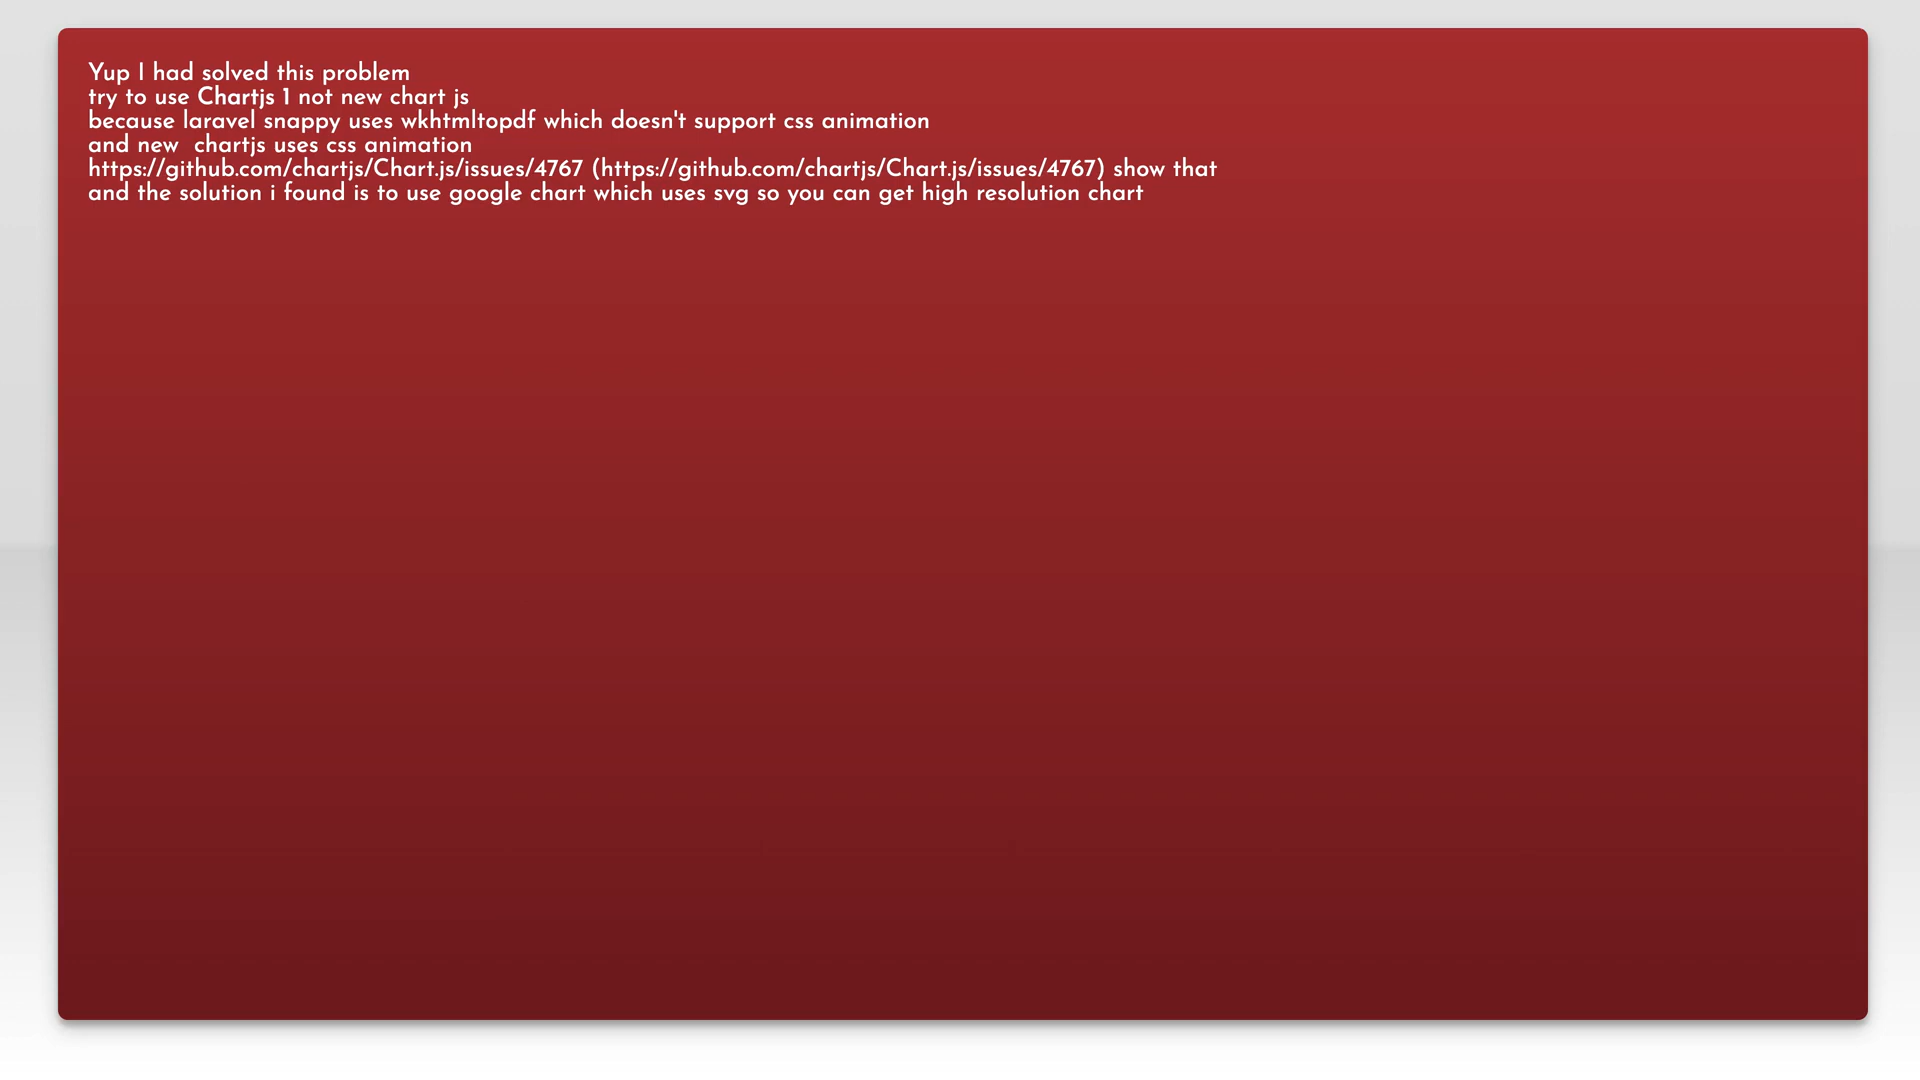 Yup I had solved this problem
try to use Chartjs 1 not new chart js
because laravel snappy uses wkhtmltopdf which doesn't support css animation
and new  chartjs uses css animation
https://github.com/chartjs/Chart.js/issues/4767 (https://github.com/chartjs/Chart.js/issues/4767) show that
and the solution i found is to use google chart which uses svg so you can get high resolution chart